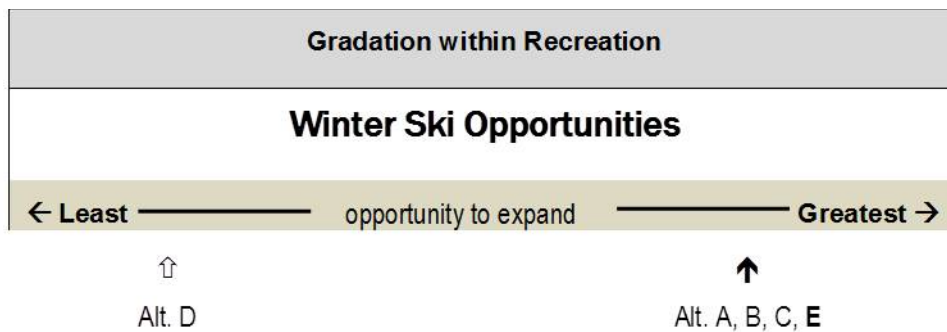 Gradation within Recreation
Winter Ski Opportunities
← Least opportunity to expand Greatest →
⇧ ↑
Alt. D Alt. A, B, C, E